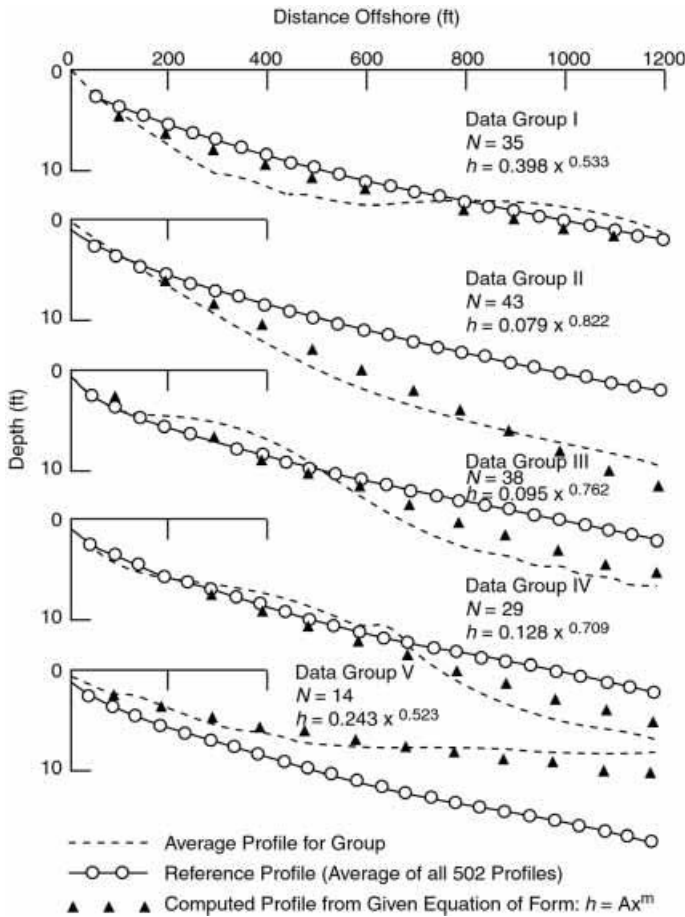 Distance Offshore (ft)
0 200 400 600 800 1000 1200
0
10
Data Group I
N = 35
h = 0.398 x 0.533
0
10
Data Group II
N = 43
h = 0.079 x 0.822
Depth (ft)
0
10
Data Group III
N = 38
h = 0.095 x 0.762
0
10
Data Group IV
N = 29
h = 0.128 x 0.709
0
10
Data Group V
N = 14
h = 0.243 x 0.523
Average Profile for Group
Reference Profile (Average of all 502 Profiles)
Computed Profile from Given Equation of Form: h = Axm